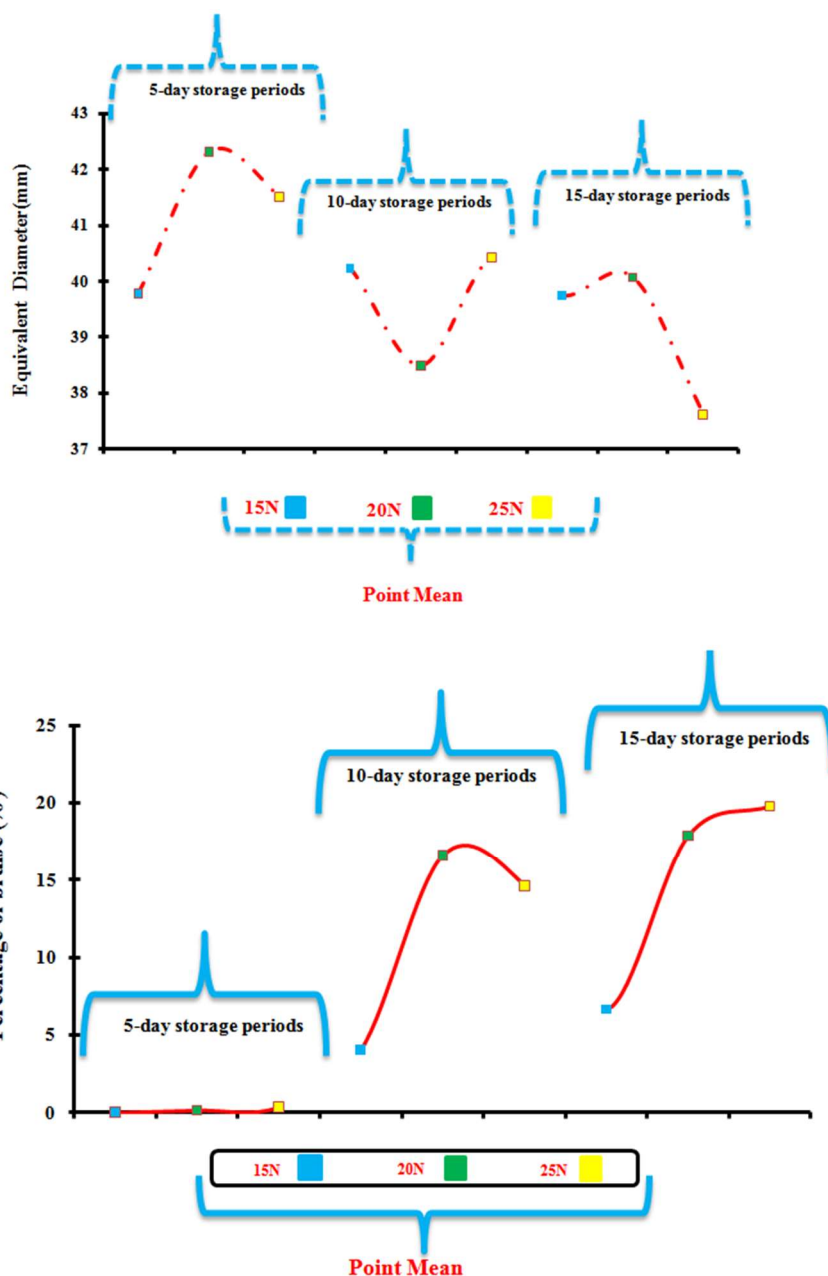 5-day storage periods
43
42
10-day storage periods
15-day storage periods
41
40
39
38
37
Equivalent Diameter(mm)
15N
20N
25N
Point Mean
25
15-day storage periods
10-day storage periods
20
15
10
5-day storage periods
5
0
15N
20N
25N
Point Mean